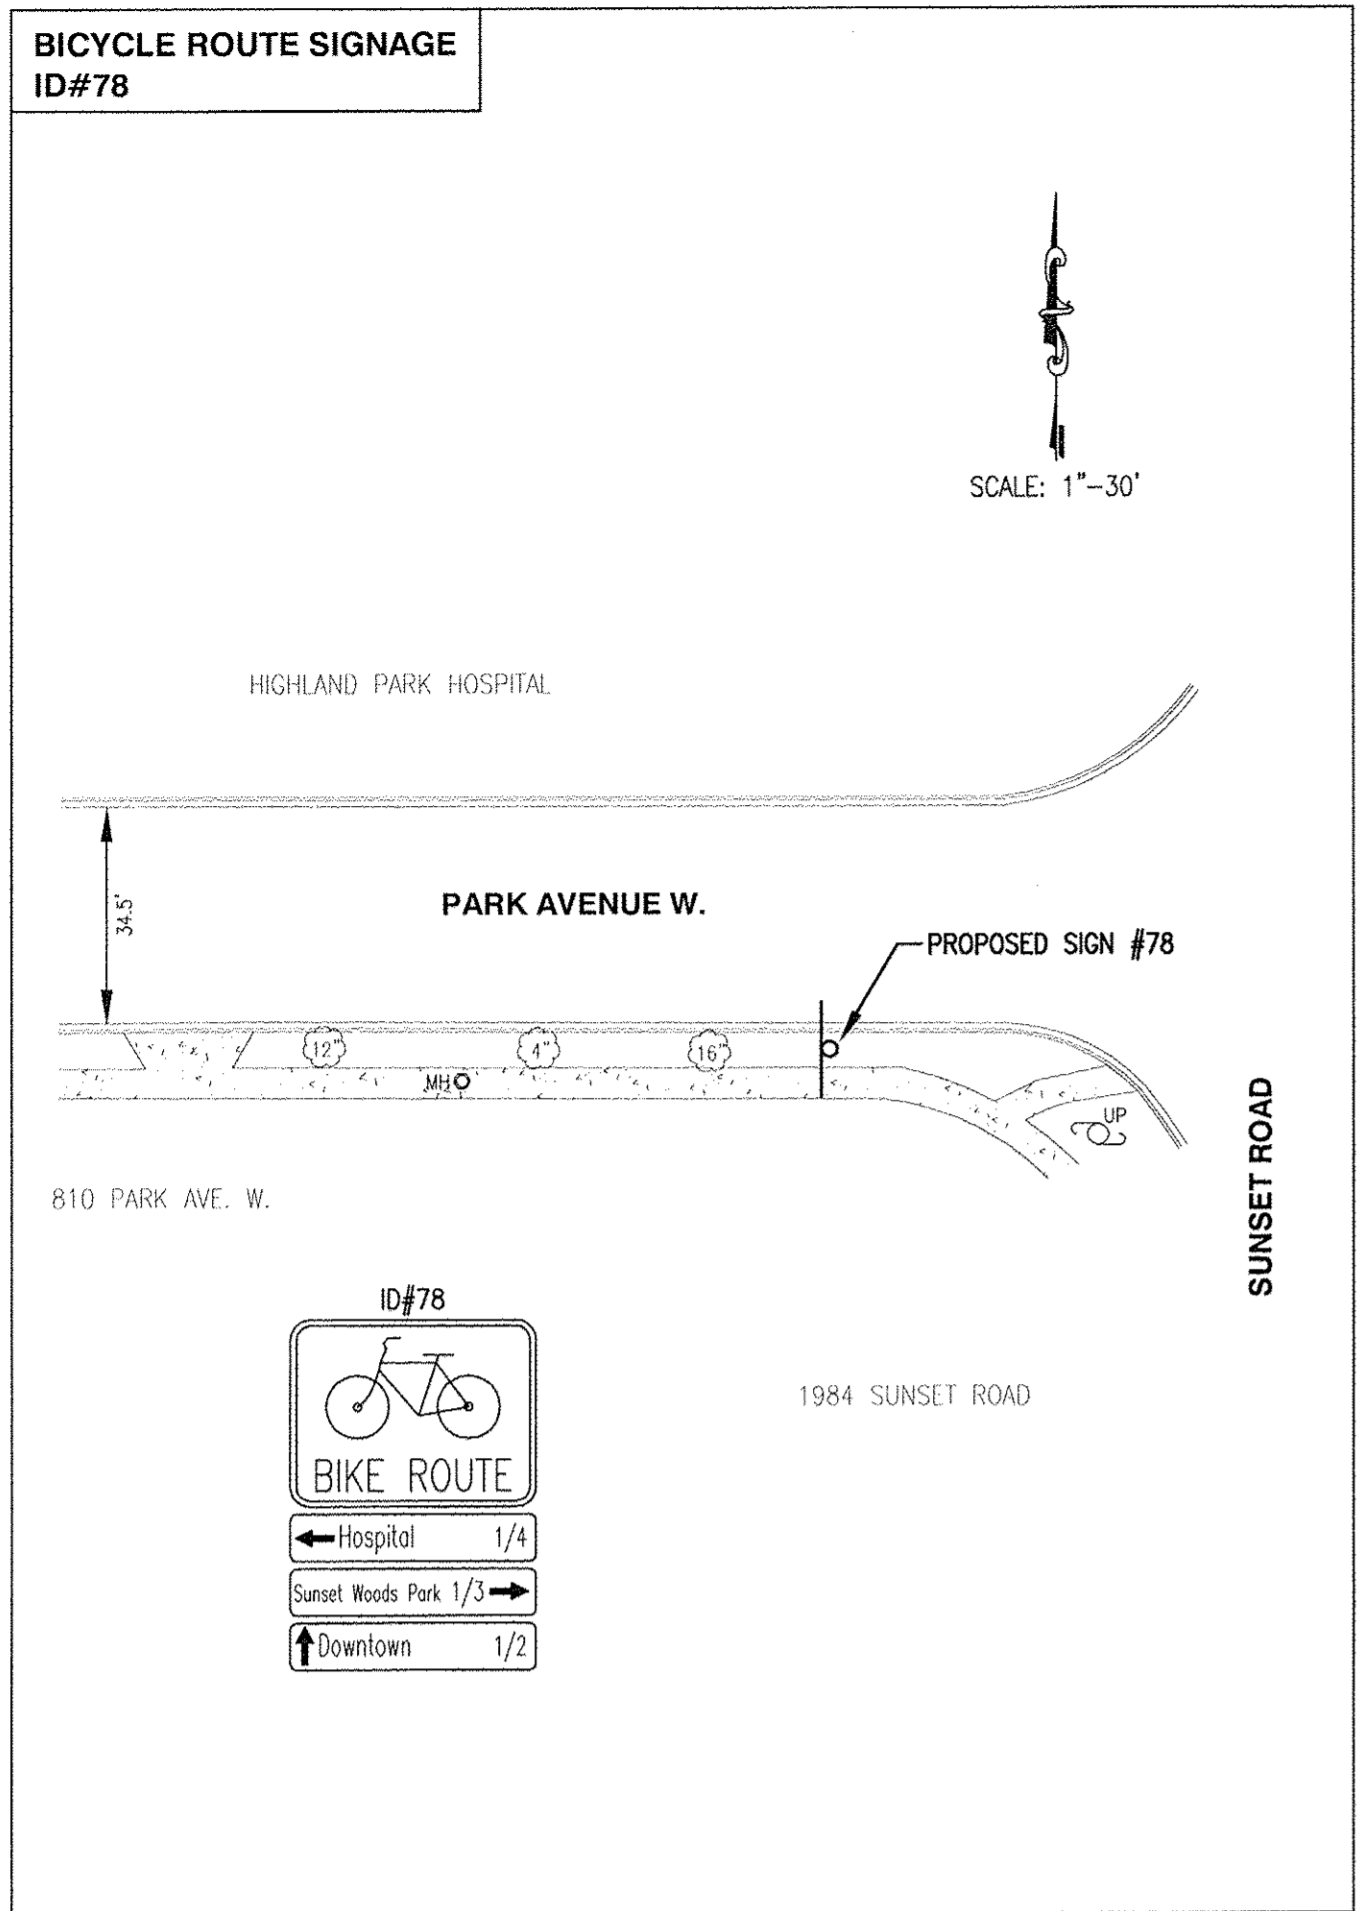 BICYCLE ROUTE SIGNAGE
ID#78
SCALE: 1"-30'
HIGHLAND PARK HOSPITAL
34.5'
PARK AVENUE W.
PROPOSED SIGN #78
12"
4"
16"
MH
UP
SUNSET ROAD
810 PARK AVE. W.
ID#78
1984 SUNSET ROAD
BIKE ROUTE
Hospital 1/4
Sunset Woods Park 1/3
Downtown 1/2